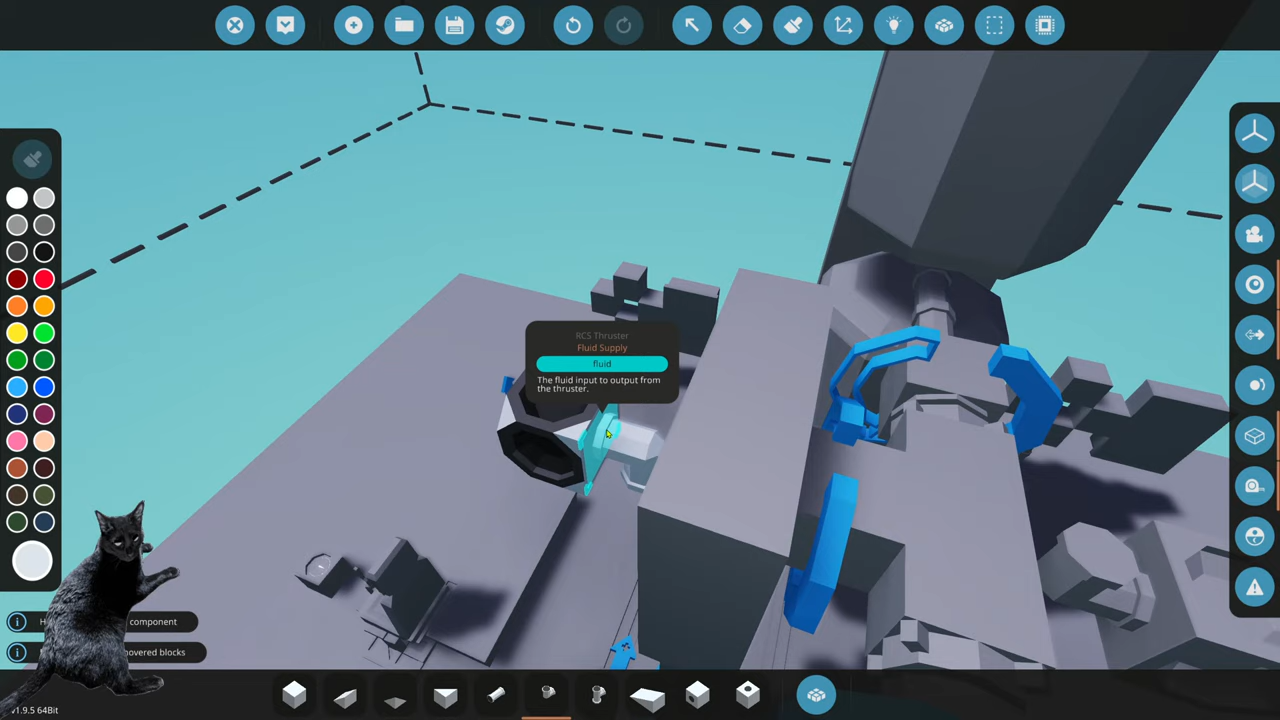 RCS Thruster
Fluid Supply
fluid
The fluid input to output from
the thruster.
H
component
overed blocks
v1.9.5 64Bit